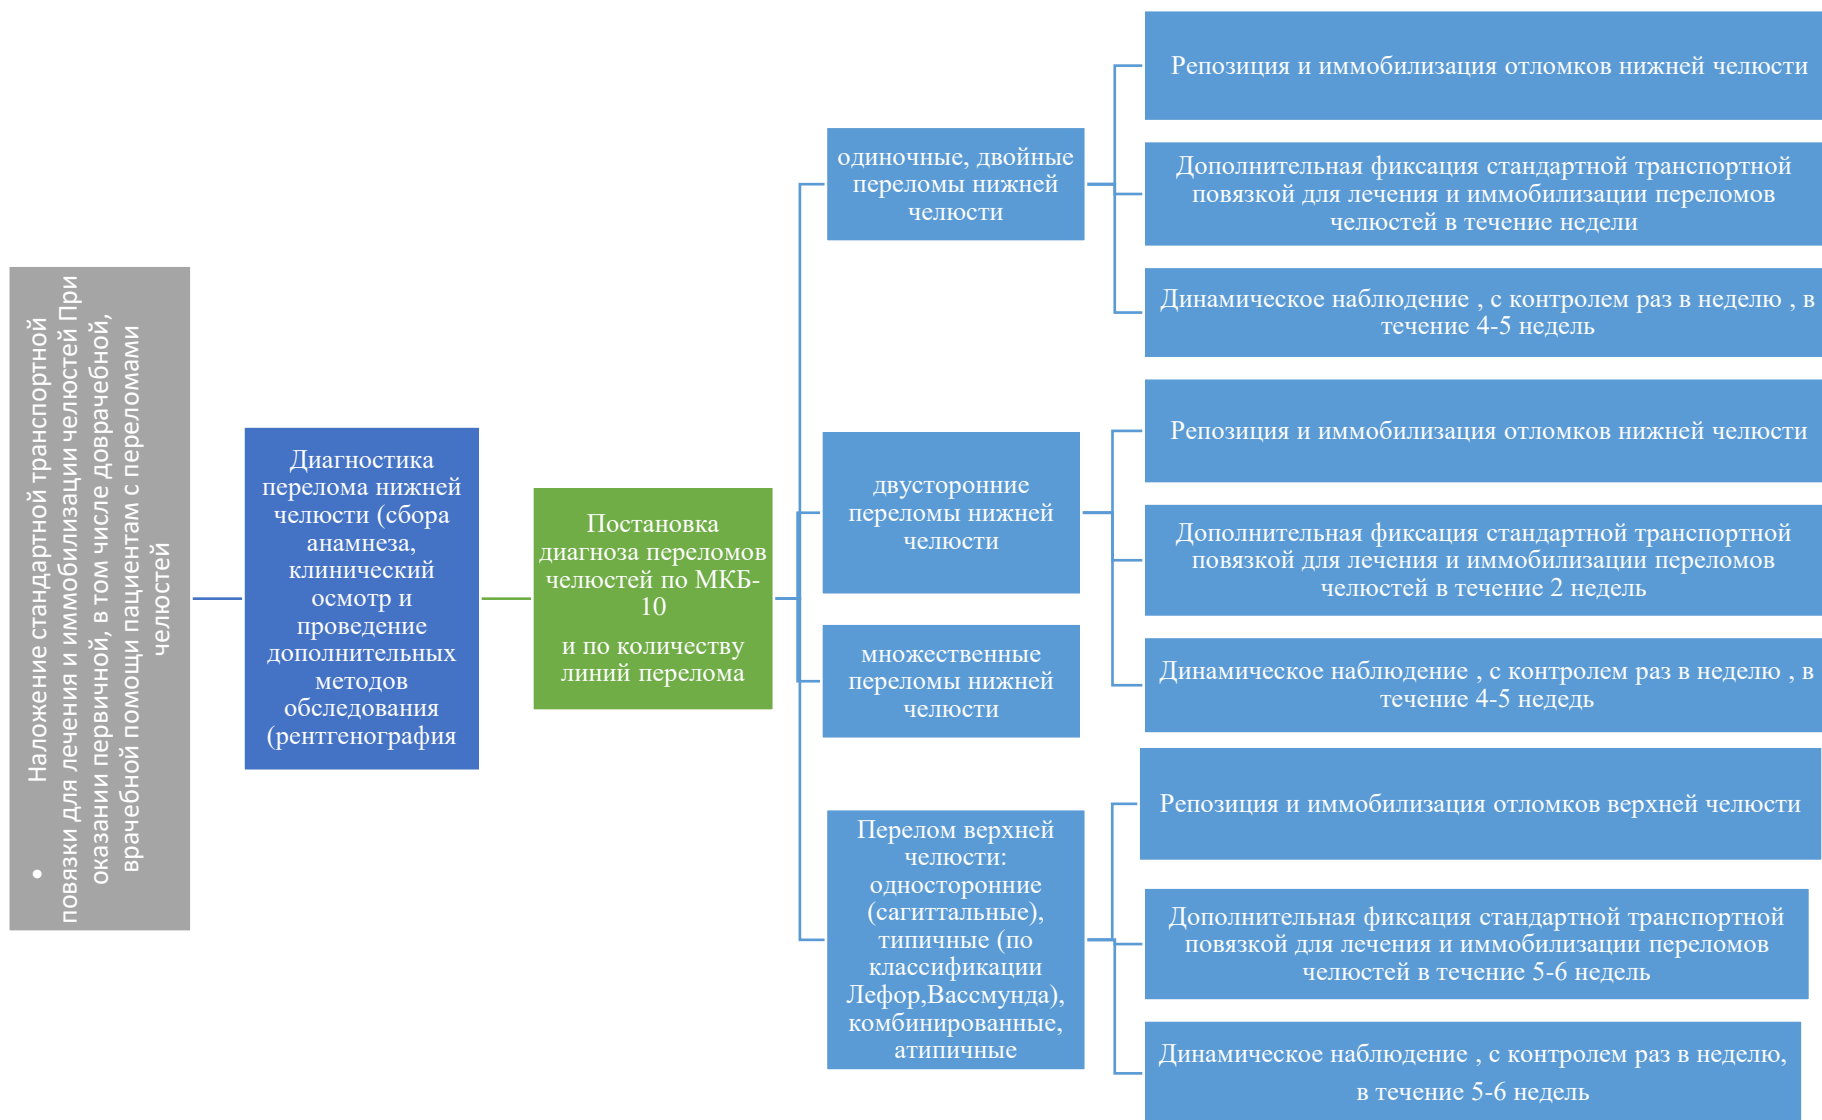 • Наложение стандартной транспортной
повязки для лечения и иммобилизации челюстей При
оказании первичной, в том числе доврачебной,
врачебной помощи пациентам с переломами
челюстей
Диагностика
перелома нижней
челюсти (сбора
анамнеза,
клинический
осмотр и
проведение
дополнительных
методов
обследования
(рентгенография
Постановка
диагноза переломов
челюстей по МКБ-
10
и по количеству
линий перелома
одиночные, двойные
переломы нижней
челюсти
Репозиция и иммобилизация отломков нижней челюсти
Дополнительная фиксация стандартной транспортной
повязкой для лечения и иммобилизации переломов
челюстей в течение недели
Динамическое наблюдение , с контролем раз в неделю , в
течение 4-5 недель
двусторонние
переломы нижней
челюсти
Репозиция и иммобилизация отломков нижней челюсти
Дополнительная фиксация стандартной транспортной
повязкой для лечения и иммобилизации переломов
челюстей в течение 2 недель
Динамическое наблюдение , с контролем раз в неделю , в
течение 4-5 недедь
множественные
переломы нижней
челюсти
Перелом верхней
челюсти:
односторонние
(сагиттальные),
типичные (по
классификации
Лефор,Вассмунда),
комбинированные,
атипичные
Репозиция и иммобилизация отломков верхней челюсти
Дополнительная фиксация стандартной транспортной
повязкой для лечения и иммобилизации переломов
челюстей в течение 5-6 недель
Динамическое наблюдение , с контролем раз в неделю,
в течение 5-6 недель